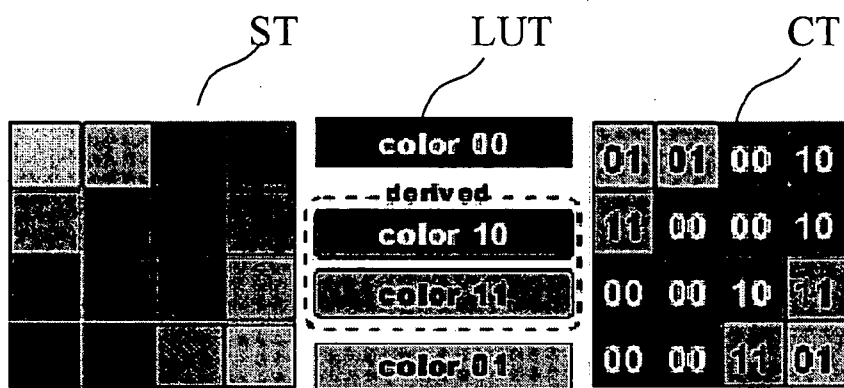 ST LUT CT
color 00
derived
color 10
color 11
color 01
01 01 00 10
11 00 00 10
00 00 10 11
00 00 11 01